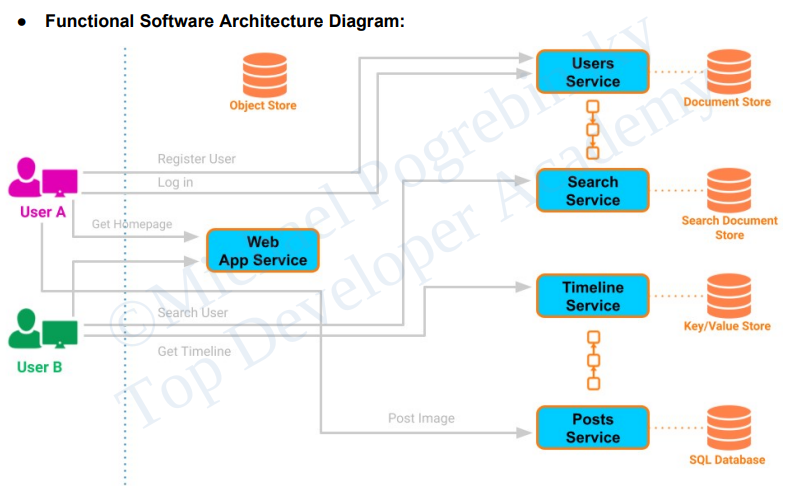 ● Functional Software Architecture Diagram:
Users
Service
Object Store
Document Store
Register User
Log in
User A
Get Homepage
Search
Service
Search Document
Store
Web
App Service
Timeline
Service
Search User
Key/Value Store
Get Timeline
User B
Post Image
Posts
Service
SQL Database
©Michael Pogrebinsky
Top Developer Academy